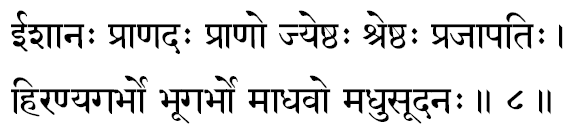 ईशानः प्राणदः प्राणो ज्येष्ठः श्रेष्ठः प्रजापतिः।
हिरण्यगर्भो भूगर्भो माधवो मधुसूदनः॥ ८॥